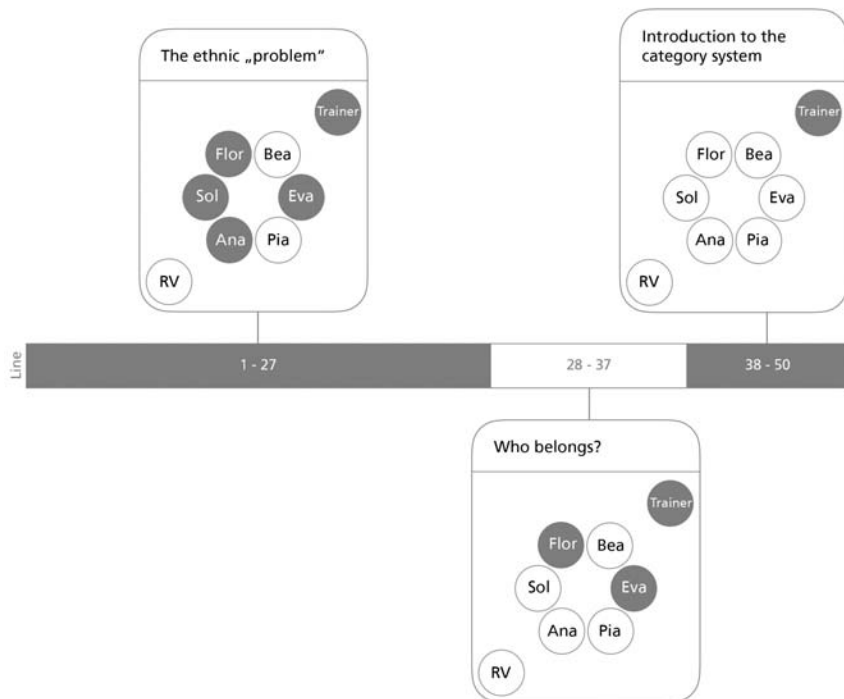 The ethnic „problem“
Trainer
Flor
Bea
Sol
Eva
Ana
Pia
RV
Introduction to the
category system
Trainer
Flor
Bea
Sol
Eva
Ana
Pia
RV
Line
1 - 27
28 - 37
38 - 50
Who belongs?
Trainer
Flor
Bea
Sol
Eva
Ana
Pia
RV